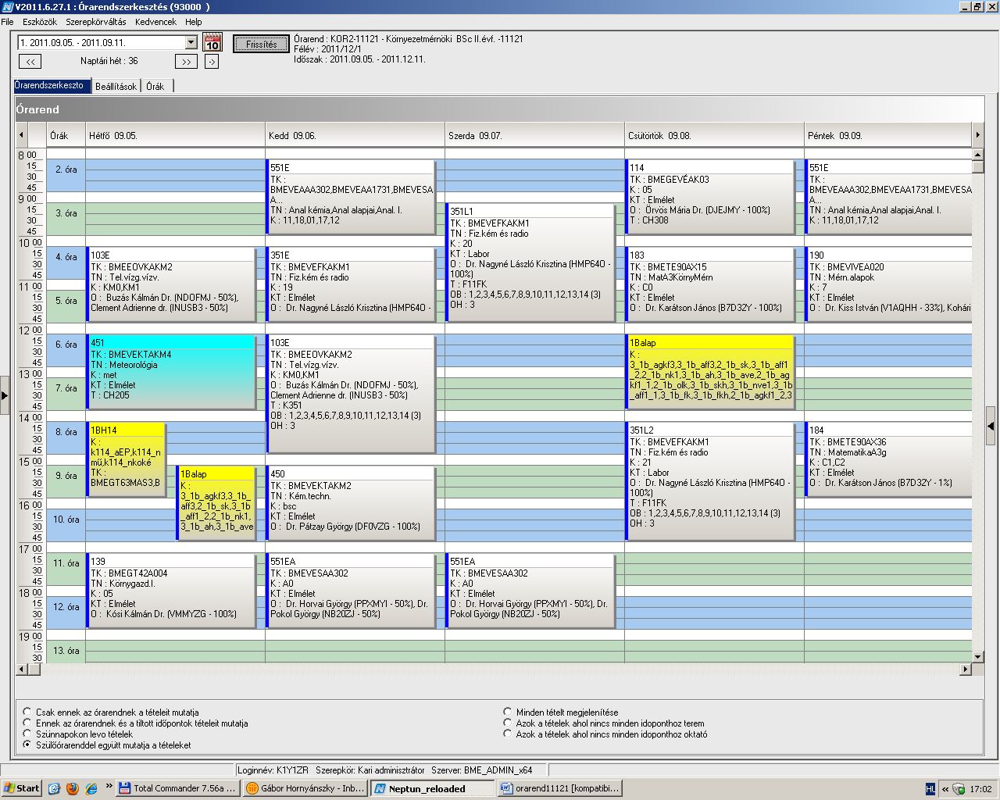 V2011.6.27.1 : Órarendszerkesztés (93000 )
File Eszközök Szerepkörváltás Kedvencek Help
1. 2011.09.05. - 2011.09.11.
10
Frissítés
Órarend : KOR2-11121 - Környezetmérnöki BSc II.évf. -11121
Félév : 2011/12/1
Időszak : 2011.09.05. - 2011.12.11.
<< Naptári hét : 36 >> ->
Órarendszerkeszto Beállítások Órák
Órarend
Órák Hétfő 09.05. Kedd 09.06. Szerda 09.07. Csütörtök 09.08. Péntek 09.09.
8 00
15
30
45
9 00
15
30
45
10 00
15
30
45
11 00
15
30
45
12 00
15
30
45
13 00
15
30
45
14 00
15
30
45
15 00
15
30
45
16 00
15
30
45
17 00
15
30
45
18 00
15
30
45
19 00
15
30
2. óra
3. óra
4. óra
5. óra
6. óra
7. óra
8. óra
9. óra
10. óra
11. óra
12. óra
13. óra
103E
TK : BMEEOVKAKM2
TN : Tel.vízg.vízv.
K : KM0,KM1
O : Buzás Kálmán Dr. (NDOFMJ - 50%),
Clement Adrienne dr. (INUSB3 - 50%)
451
TK : BMEVEKTAKM4
TN : Meteorológia
K : met
KT : Elmélet
T : CH205
1BH14
K :
k114_aEP,k114_n
mű,k114_nkoké
TK :
BMEGT63MAS3,B
1Balap
K :
3_1b_agkf3,3_1b_
aff3,2_1b_sk,3_1b
_aff1_2,2_1b_nk1,
3_1b_ah,3_1b_ave
139
TK : BMEGT42A004
TN : Környgazd.I.
K : 05
KT : Elmélet
O : Kósi Kálmán Dr. (VMMYZG - 100%)
551E
TK :
BMEVEAAA302,BMEVEAA1731,BMEVESA
A...
TN : Anal kémia,Anal alapjai,Anal. I.
K : 11,18,01,17,12
351E
TK : BMEVEFKAKM1
TN : Fiz.kém és radio
K : 19
KT : Elmélet
O : Dr. Nagyné László Krisztina (HMP64O -
103E
TK : BMEEOVKAKM2
TN : Tel.vízg.vízv.
K : KM0,KM1
O : Buzás Kálmán Dr. (NDOFMJ - 50%),
Clement Adrienne dr. (INUSB3 - 50%)
T : K351
OB : 1,2,3,4,5,6,7,8,9,10,11,12,13,14 (3)
OH : 3
450
TK : BMEVEKTAKM2
TN : Kém.techn.
K : bsc
KT : Elmélet
O : Dr. Pátzay György (DF0VZG - 100%)
551EA
TK : BMEVESAA302
K : A0
KT : Elmélet
O : Dr. Horvai György (PPXMYI - 50%), Dr.
Pokol György (NB20ZJ - 50%)
351L1
TK : BMEVEFKAKM1
TN : Fiz.kém és radio
K : 20
KT : Labor
O : Dr. Nagyné László Krisztina (HMP64O -
100%)
T : F11FK
OB : 1,2,3,4,5,6,7,8,9,10,11,12,13,14 (3)
OH : 3
551EA
TK : BMEVESAA302
K : A0
KT : Elmélet
O : Dr. Horvai György (PPXMYI - 50%), Dr.
Pokol György (NB20ZJ - 50%)
114
TK : BMEGEVÉAK03
K : 05
KT : Elmélet
O : Örvös Mária Dr. (DJEJMY - 100%)
T : CH308
183
TK : BMETE90AX15
TN : MatA3KörnyMérn
K : C0
KT : Elmélet
O : Dr. Karátson János (B7D32Y - 100%)
1Balap
K :
3_1b_agkf3,3_1b_aff3,2_1b_sk,3_1b_aff1
_2,2_1b_nk1,3_1b_ah,3_1b_ave,2_1b_ag
kf1_1,2_1b_olk,3_1b_skh,3_1b_nve1,3_1b
_aff1_1,3_1b_fk,3_1b_fkh,2_1b_agkf1_2,3
351L2
TK : BMEVEFKAKM1
TN : Fiz.kém és radio
K : 21
KT : Labor
O : Dr. Nagyné László Krisztina (HMP64O -
100%)
T : F11FK
OB : 1,2,3,4,5,6,7,8,9,10,11,12,13,14 (3)
OH : 3
551E
TK :
BMEVEAAA302,BMEVEAA1731,BMEVESA
A...
TN : Anal kémia,Anal alapjai,Anal. I.
K : 11,18,01,17,12
190
TK : BMEVIVEA020
TN : Mérn.alapok
K : 7
KT : Elmélet
O : Dr. Kiss István (V1AQHH - 33%), Kohári
184
TK : BMETE90AX36
TN : MatematikaA3g
K : C1,C2
KT : Elmélet
O : Dr. Karátson János (B7D32Y - 1%)
Csak ennek az órarendnek a tételeit mutatja
Ennek az órarendnek és a tiltott időpontok tételeit mutatja
Szünnapokon levo tételek
Szülőórarenddel együtt mutatja a tételeket
Minden tételt megjelenítése
Azok a tételek ahol nincs minden idoponthoz terem
Azok a tételek ahol nincs minden idoponthoz oktató
Loginnév: K1Y1ZR Szerepkör: Kari adminisztrátor Szerver: BME_ADMIN_x64
Start » Total Commander 7.56a ... Gábor Hornyánszky - Inb... Neptun_reloaded orarend11121 [kompatibi... HU « 17:02